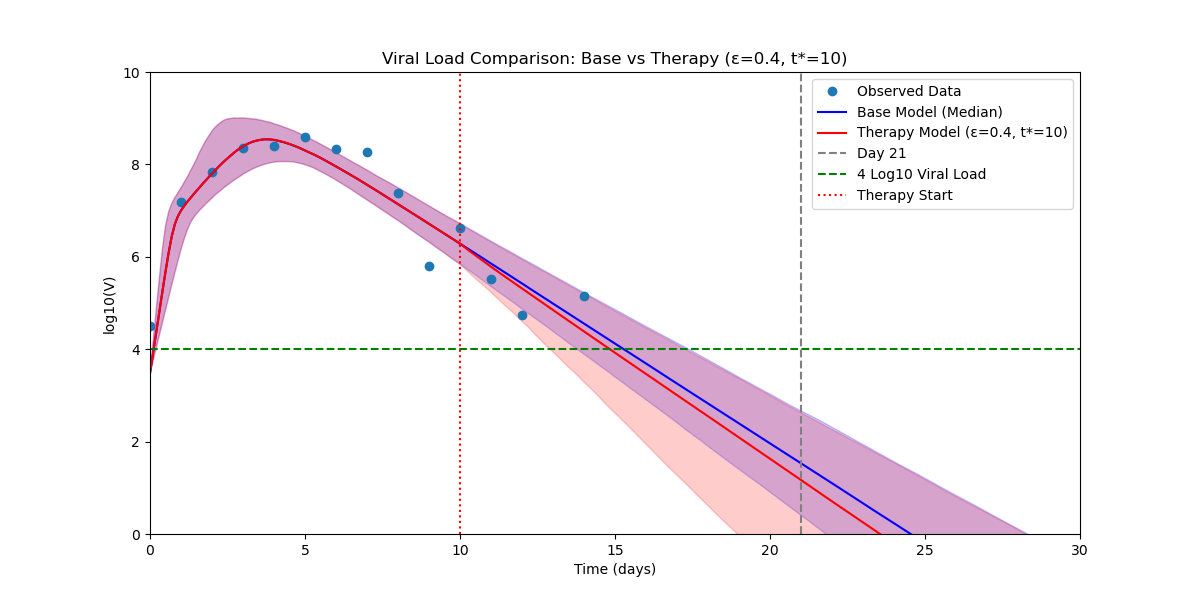 Viral Load Comparison: Base vs Therapy (ε=0.4, t*=10)
Observed Data
Base Model (Median)
Therapy Model (ε=0.4, t*=10)
Day 21
4 Log10 Viral Load
Therapy Start
log10(V)
10
8
6
4
2
0
0 5 10 15 20 25 30
Time (days)